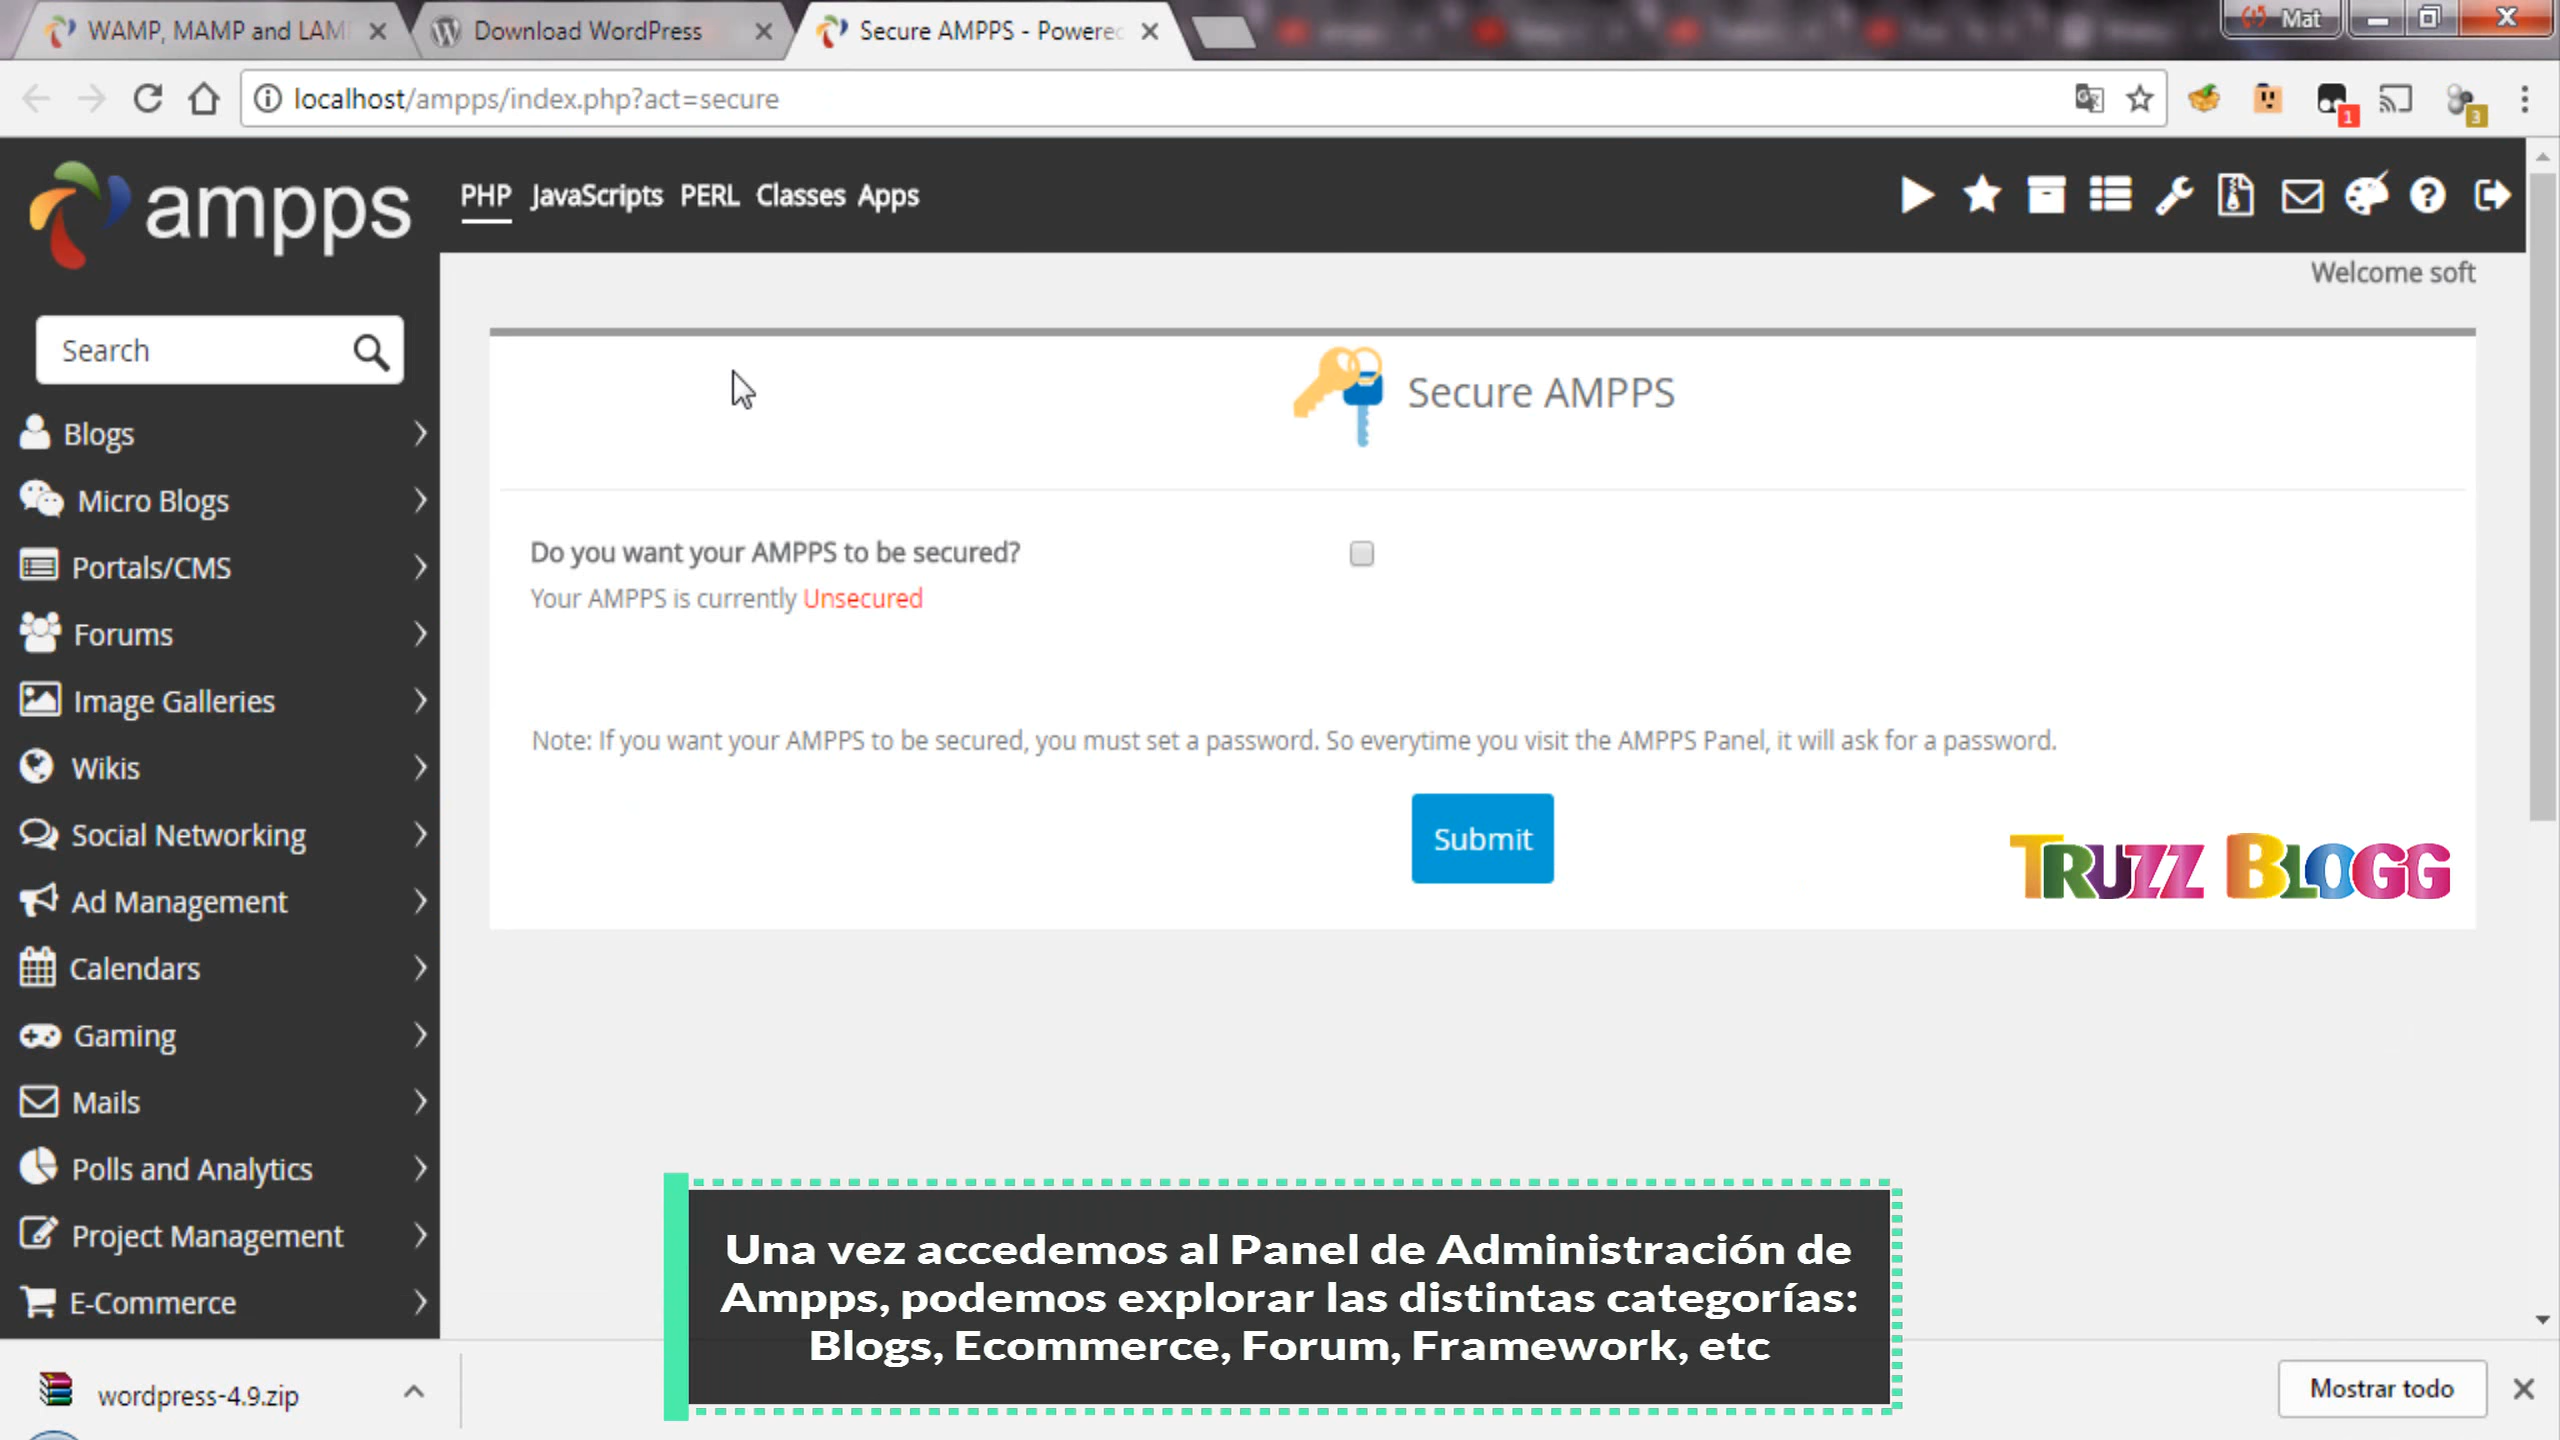 WAMP, MAMP and LAM
Download WordPress
Secure AMPPS - Powered
Mat
localhost/ampps/index.php?act=secure
1
3
ampps
PHP JavaScripts PERL Classes Apps
Welcome soft
Search
Secure AMPPS
Blogs
Micro Blogs
Portals/CMS
Forums
Image Galleries
Wikis
Social Networking
Ad Management
Calendars
Gaming
Mails
Polls and Analytics
Project Management
E-Commerce
Do you want your AMPPS to be secured?
Your AMPPS is currently Unsecured
Note: If you want your AMPPS to be secured, you must set a password. So everytime you visit the AMPPS Panel, it will ask for a password.
Submit
TRUZZ BLOGG
Una vez accedemos al Panel de Administración de
Ampps, podemos explorar las distintas categorías:
Blogs, Ecommerce, Forum, Framework, etc
wordpress-4.9.zip
Mostrar todo